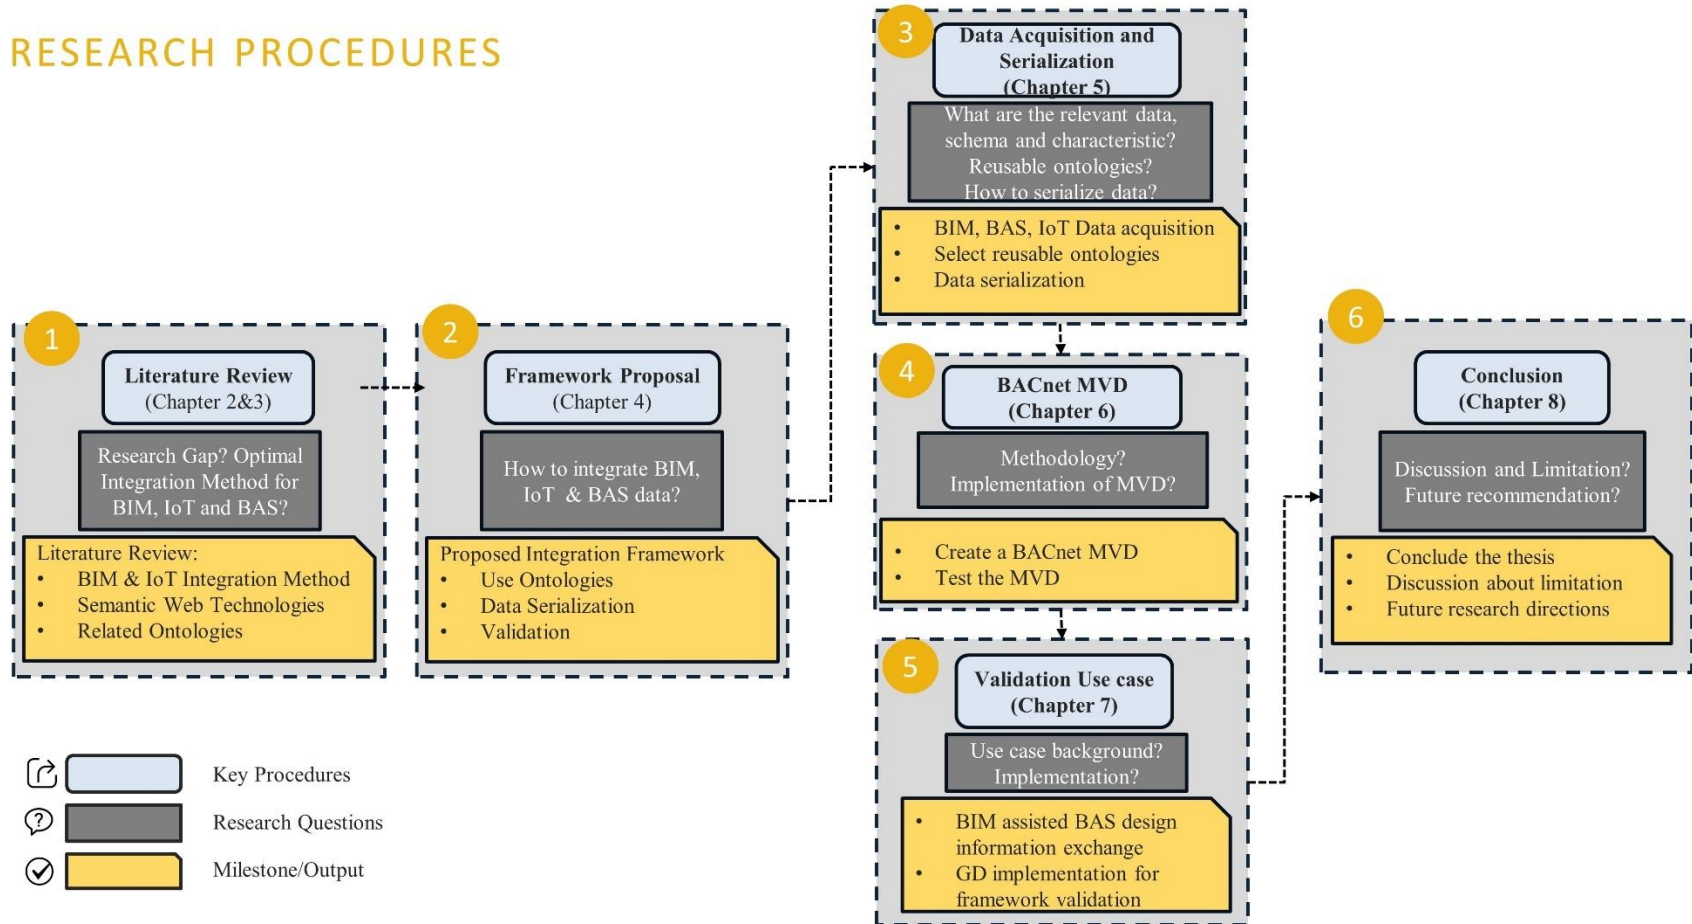 RESEARCH PROCEDURES
1
Literature Review
(Chapter 2&3)
Research Gap? Optimal
Integration Method for
BIM, IoT and BAS?
Literature Review:
• BIM & IoT Integration Method
• Semantic Web Technologies
• Related Ontologies
2
Framework Proposal
(Chapter 4)
How to integrate BIM,
IoT & BAS data?
Proposed Integration Framework
• Use Ontologies
• Data Serialization
• Validation
3
Data Acquisition and
Serialization
(Chapter 5)
What are the relevant data,
schema and characteristic?
Reusable ontologies?
How to serialize data?
• BIM, BAS, IoT Data acquisition
• Select reusable ontologies
• Data serialization
4
BACnet MVD
(Chapter 6)
Methodology?
Implementation of MVD?
• Create a BACnet MVD
• Test the MVD
5
Validation Use case
(Chapter 7)
Use case background?
Implementation?
• BIM assisted BAS design
information exchange
• GD implementation for
framework validation
6
Conclusion
(Chapter 8)
Discussion and Limitation?
Future recommendation?
• Conclude the thesis
• Discussion about limitation
• Future research directions
Key Procedures
?
Research Questions
Milestone/Output